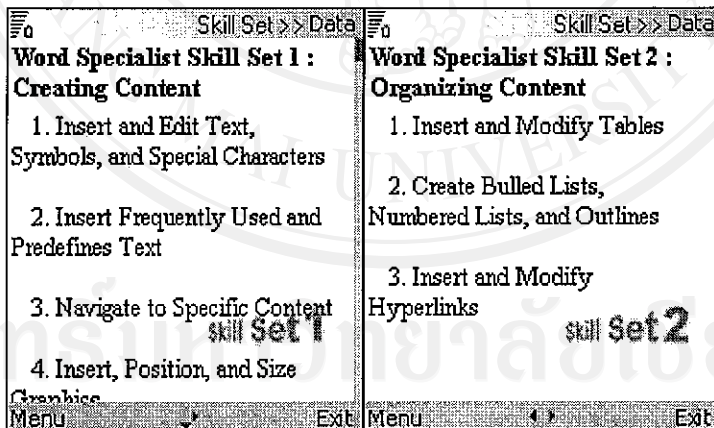 Skill Set >> Data
Word Specialist Skill Set 1 :
Creating Content
1. Insert and Edit Text,
Symbols, and Special Characters
2. Insert Frequently Used and
Predefines Text
3. Navigate to Specific Content
skill Set 1
4. Insert, Position, and Size
Graphics
Menu Exit
Skill Set >> Data
Word Specialist Skill Set 2 :
Organizing Content
1. Insert and Modify Tables
2. Create Bulled Lists,
Numbered Lists, and Outlines
3. Insert and Modify
Hyperlinks
skill Set 2
Menu Exit